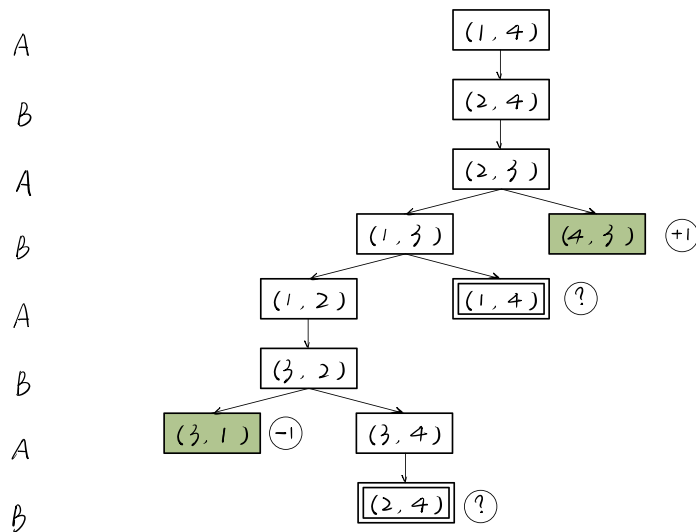 A (1, 4)
B (2, 4)
A (2, 3)
B (1, 3) (4, 3) +1
A (1, 2) (1, 4) ?
B (3, 2)
A (3, 1) -1 (3, 4)
B (2, 4) ?